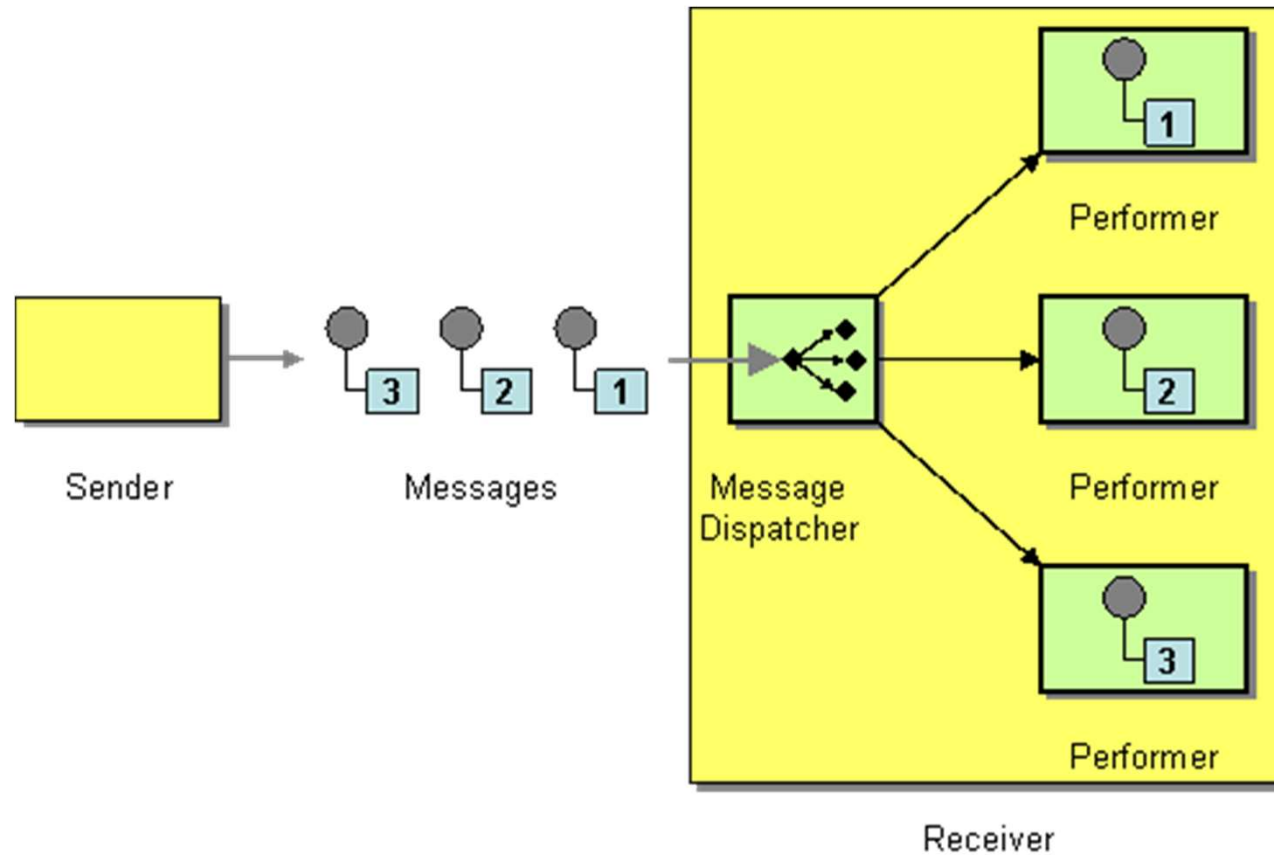 1
Performer
3
2
1
2
Sender
Messages
Message
Dispatcher
Performer
3
Performer
Receiver